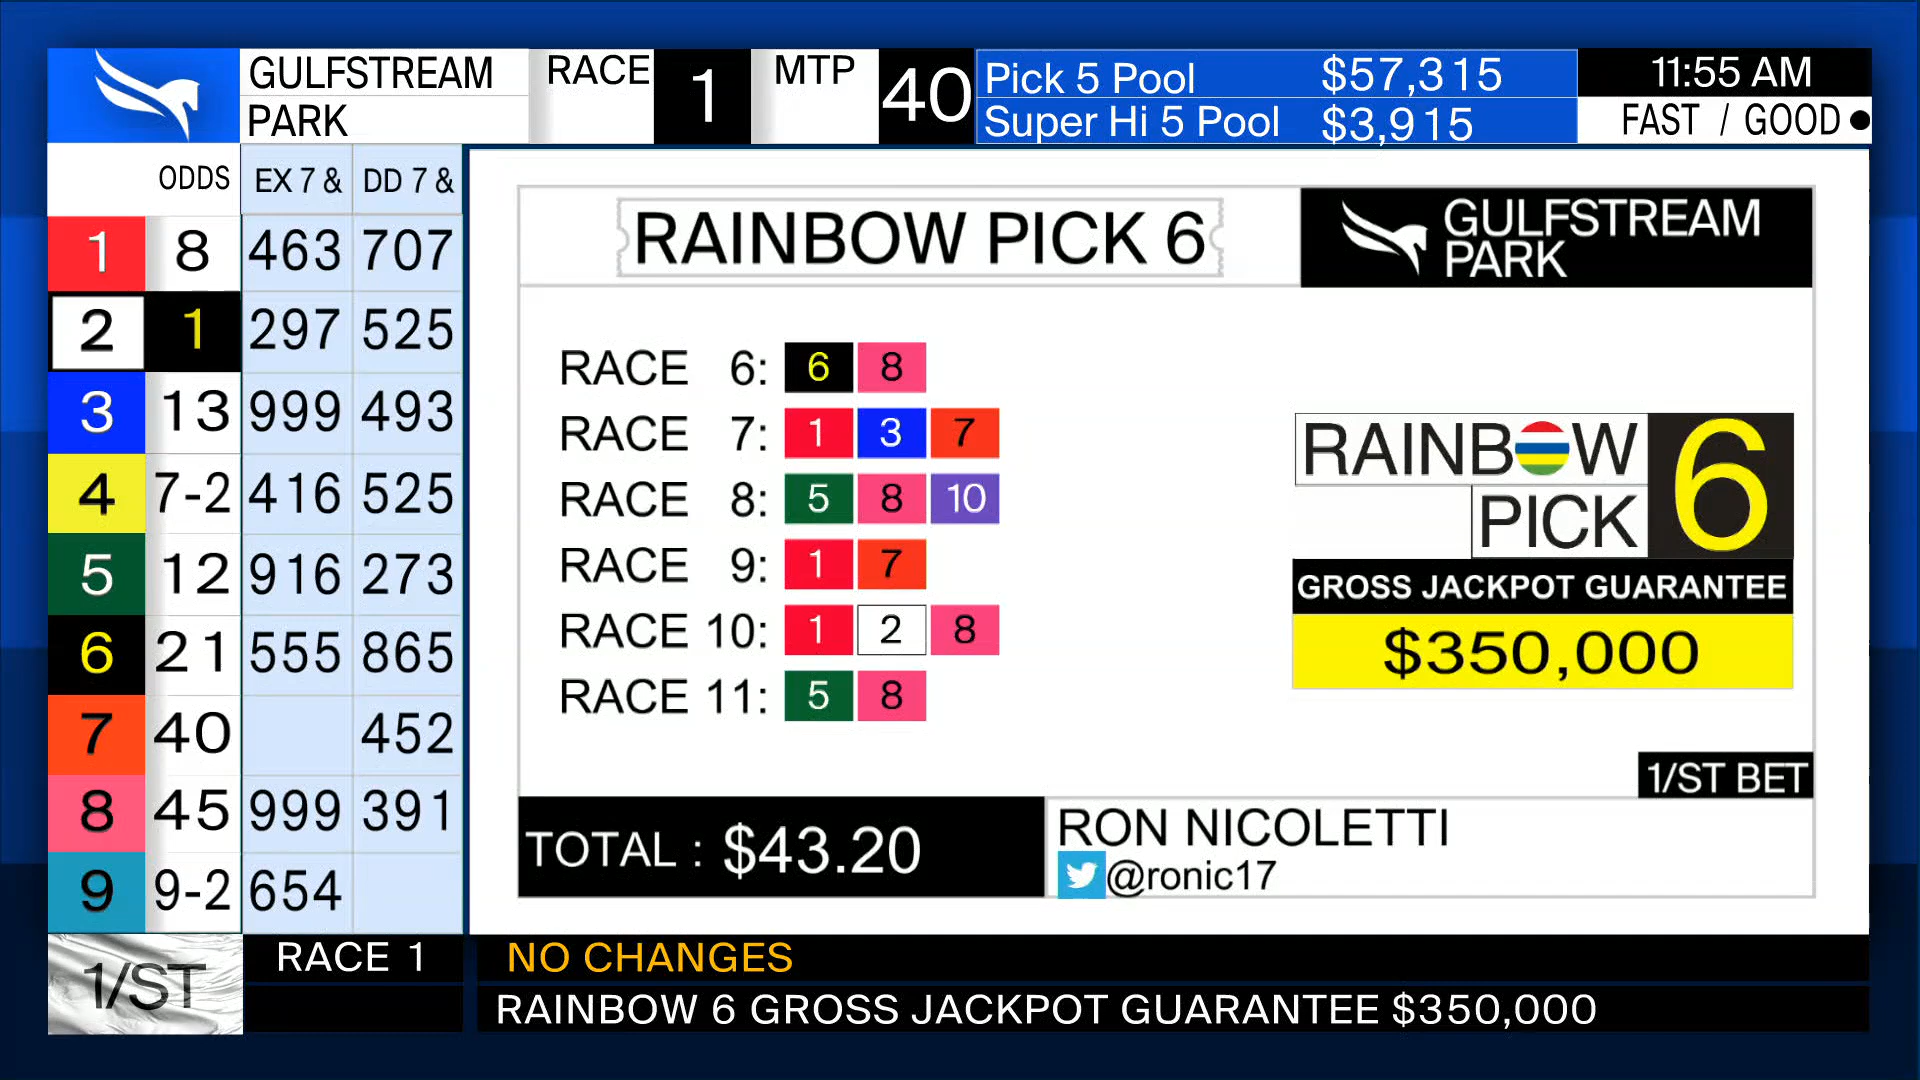 GULFSTREAM PARK RACE 1 MTP 40 Pick 5 Pool $57,315 11:55 AM
Super Hi 5 Pool $3,915 FAST / GOOD
ODDS EX 7 & DD 7 &
1 8 463 707
2 1 297 525
3 13 999 493
4 7-2 416 525
5 12 916 273
6 21 555 865
7 40 452
8 45 999 391
9 9-2 654
RAINBOW PICK 6
GULFSTREAM
PARK
RACE 6: 6 8
RACE 7: 1 3 7
RACE 8: 5 8 10
RACE 9: 1 7
RACE 10: 1 2 8
RACE 11: 5 8
RAINBOW
PICK 6
GROSS JACKPOT GUARANTEE
$350,000
1/ST BET
TOTAL : $43.20
RON NICOLETTI
@ronic17
1/ST
RACE 1 NO CHANGES
RAINBOW 6 GROSS JACKPOT GUARANTEE $350,000